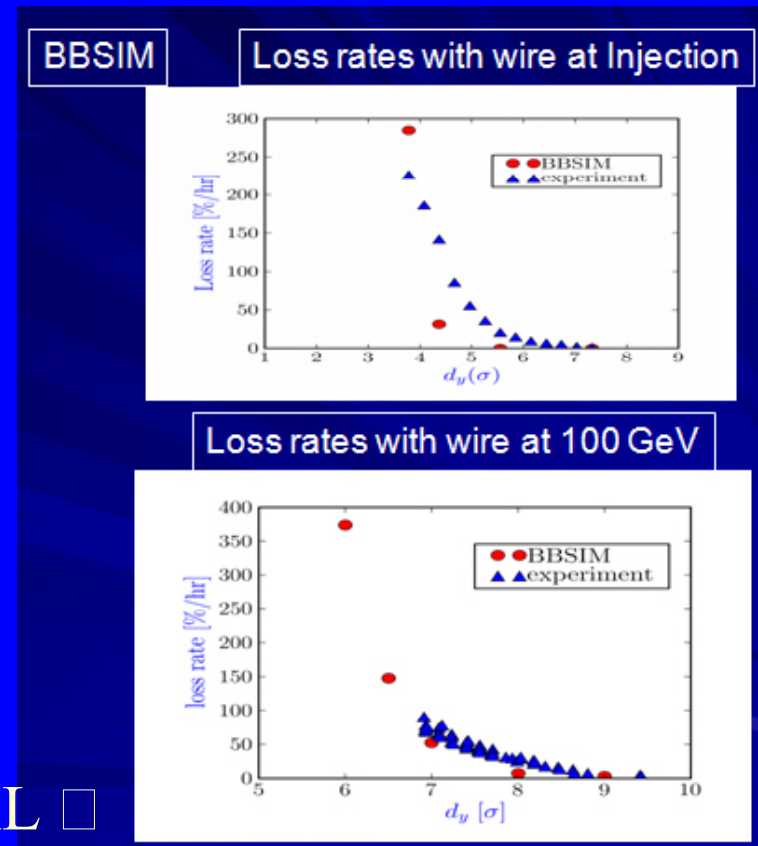 BBSIM
Loss rates with wire at Injection
300
250
200
150
100
50
0
Loss rate [%/hr]
BBSIM
experiment
1 2 3 4 5 6 7 8 9
d_y(σ)
Loss rates with wire at 100 GeV
400
350
300
250
200
150
100
50
0
loss rate [%/hr]
BBSIM
experiment
5 6 7 8 9 10
d_y [σ]
L